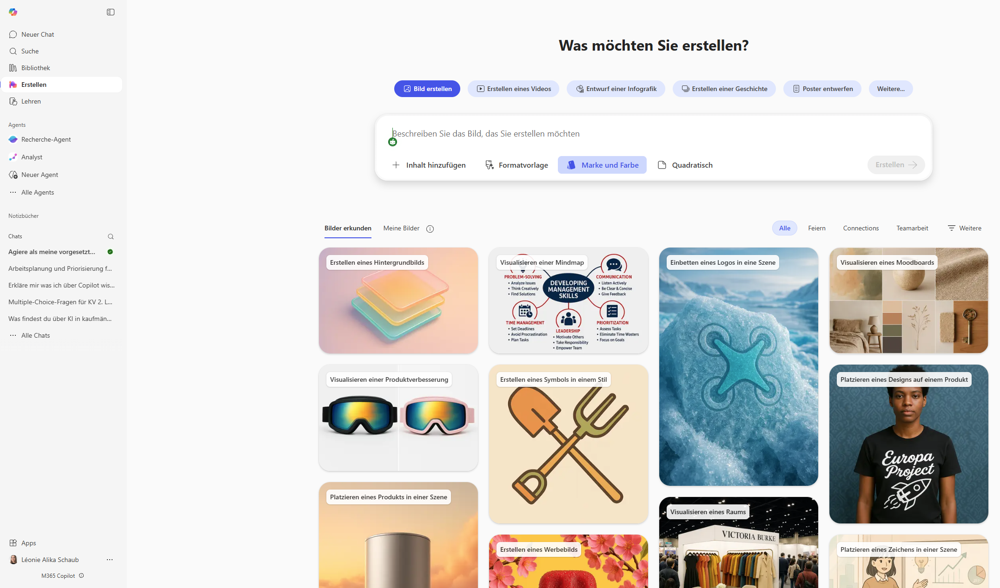 Neuer Chat
Suche
Bibliothek
Erstellen
Lehren
Agents
Recherche-Agent
Analyst
Neuer Agent
Alle Agents
Notizbücher
Chats
Agiere als meine vorgesetzt...
Arbeitsplanung und Priorisierung f...
Erkläre mir was ich über Copilot wis...
Multiple-Choice-Fragen für KV 2. L...
Was findest du über KI in kaufmän...
Alle Chats
Apps
Léonie Alika Schaub
M365 Copilot
Was möchten Sie erstellen?
Bild erstellen
Erstellen eines Videos
Entwurf einer Infografik
Erstellen einer Geschichte
Poster entwerfen
Weitere...
Beschreiben Sie das Bild, das Sie erstellen möchten
Inhalt hinzufügen
Formatvorlage
Marke und Farbe
Quadratisch
Erstellen
Bilder erkunden
Meine Bilder
Alle
Feiern
Connections
Teamarbeit
Weitere
Erstellen eines Hintergrundbilds
Visualisieren einer Mindmap
PROBLEM-SOLVING
• Analyze Issues
• Think Creatively
• Find Solutions
DEVELOPING
MANAGEMENT
SKILLS
COMMUNICATION
• Listen Actively
• Be Clear & Concise
• Give Feedback
TIME MANAGEMENT
• Set Deadlines
• Avoid Procrastination
• Plan Tasks
LEADERSHIP
• Motivate Others
• Take Responsibility
• Empower Team
PRIORITIZATION
• Assess Tasks
• Eliminate Time Wasters
• Focus on Goals
Einbetten eines Logos in eine Szene
Visualisieren eines Moodboards
Visualisieren einer Produktverbesserung
Erstellen eines Symbols in einem Stil
Platzieren eines Designs auf einem Produkt
Europa
Project
Platzieren eines Produkts in einer Szene
Visualisieren eines Raums
VICTORIA BURKE
Erstellen eines Werbebilds
Platzieren eines Zeichens in einer Szene